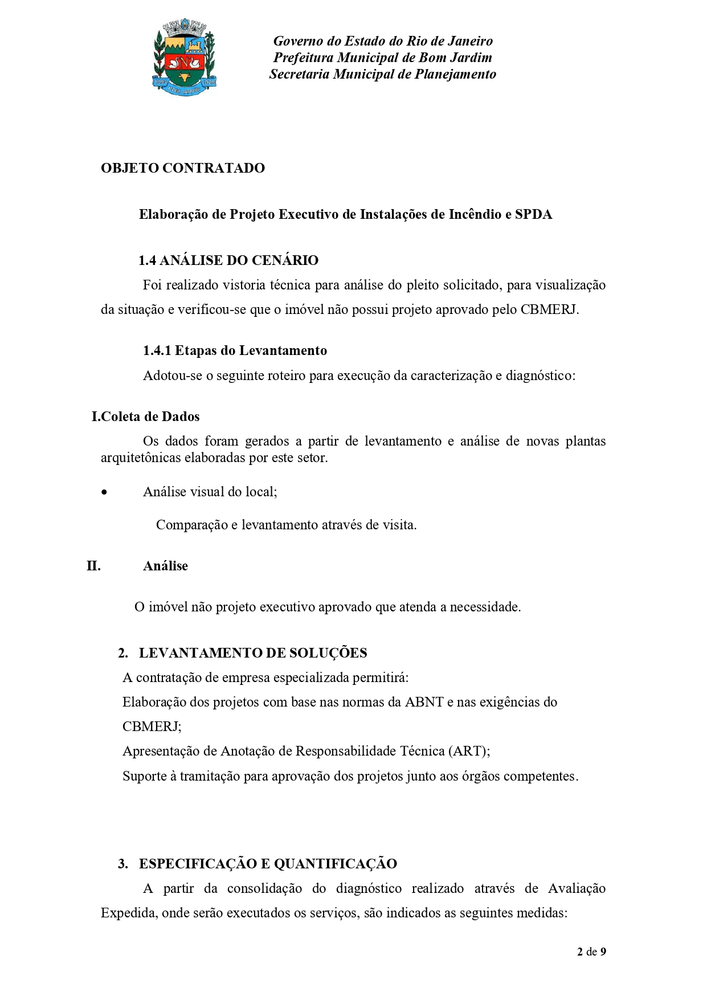 Governo do Estado do Rio de Janeiro
Prefeitura Municipal de Bom Jardim
Secretaria Municipal de Planejamento
1893 1929
BOM JARDIM
OBJETO CONTRATADO
Elaboração de Projeto Executivo de Instalações de Incêndio e SPDA
1.4 ANÁLISE DO CENÁRIO
Foi realizado vistoria técnica para análise do pleito solicitado, para visualização
da situação e verificou-se que o imóvel não possui projeto aprovado pelo CBMERJ.
1.4.1 Etapas do Levantamento
Adotou-se o seguinte roteiro para execução da caracterização e diagnóstico:
I.Coleta de Dados
Os dados foram gerados a partir de levantamento e análise de novas plantas
arquitetônicas elaboradas por este setor.
• Análise visual do local;
Comparação e levantamento através de visita.
II. Análise
O imóvel não projeto executivo aprovado que atenda a necessidade.
2. LEVANTAMENTO DE SOLUÇÕES
A contratação de empresa especializada permitirá:
Elaboração dos projetos com base nas normas da ABNT e nas exigências do
CBMERJ;
Apresentação de Anotação de Responsabilidade Técnica (ART);
Suporte à tramitação para aprovação dos projetos junto aos órgãos competentes.
3. ESPECIFICAÇÃO E QUANTIFICAÇÃO
A partir da consolidação do diagnóstico realizado através de Avaliação
Expedida, onde serão executados os serviços, são indicados as seguintes medidas:
2 de 9